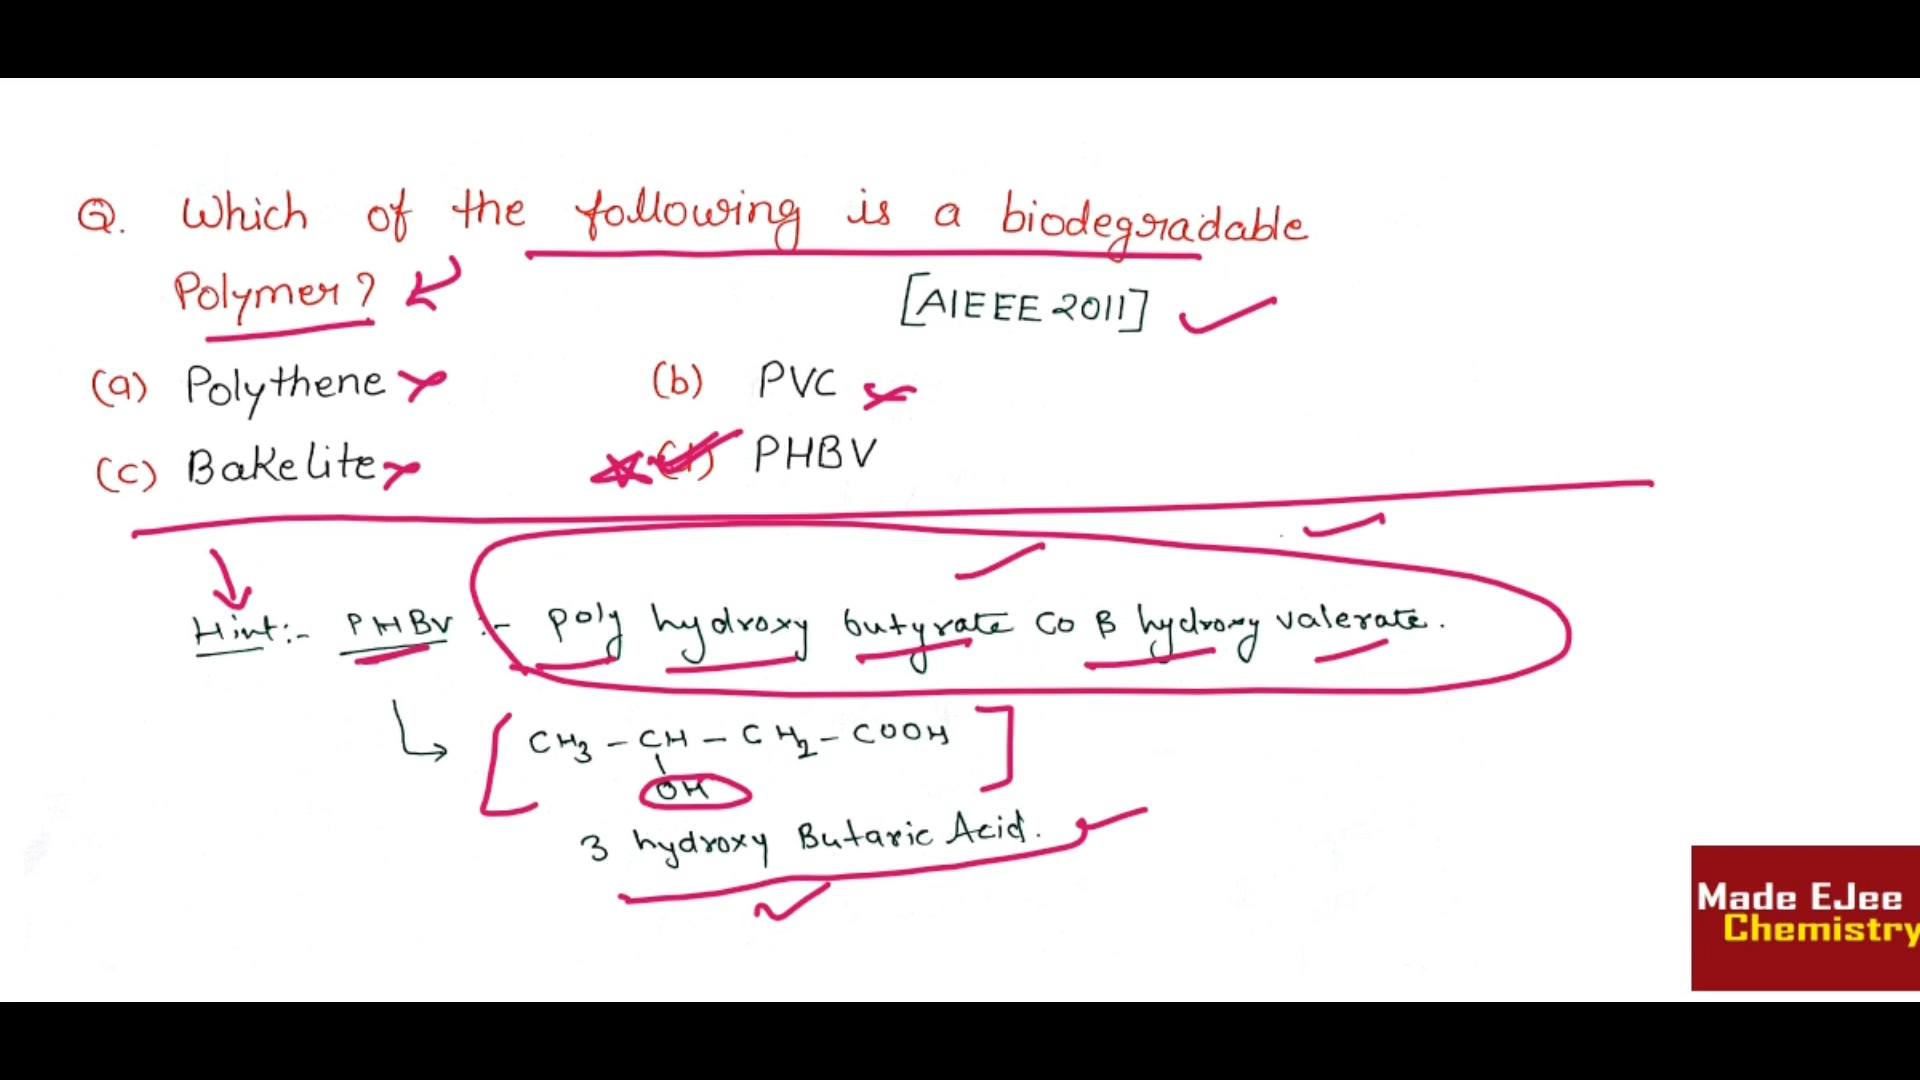 Q. Which of the following is a biodegradable
Polymer?
[AIEEE 2011]
(a) Polythene (b) PVC
(c) Bakelite (d) PHBV
Hint:- PHBV :- Poly hydroxy butyrate Co B hydroxy valerate.
CH3 - CH - CH2 - COOH
OH
3 hydroxy Butaric Acid.
Made EJee
Chemistry